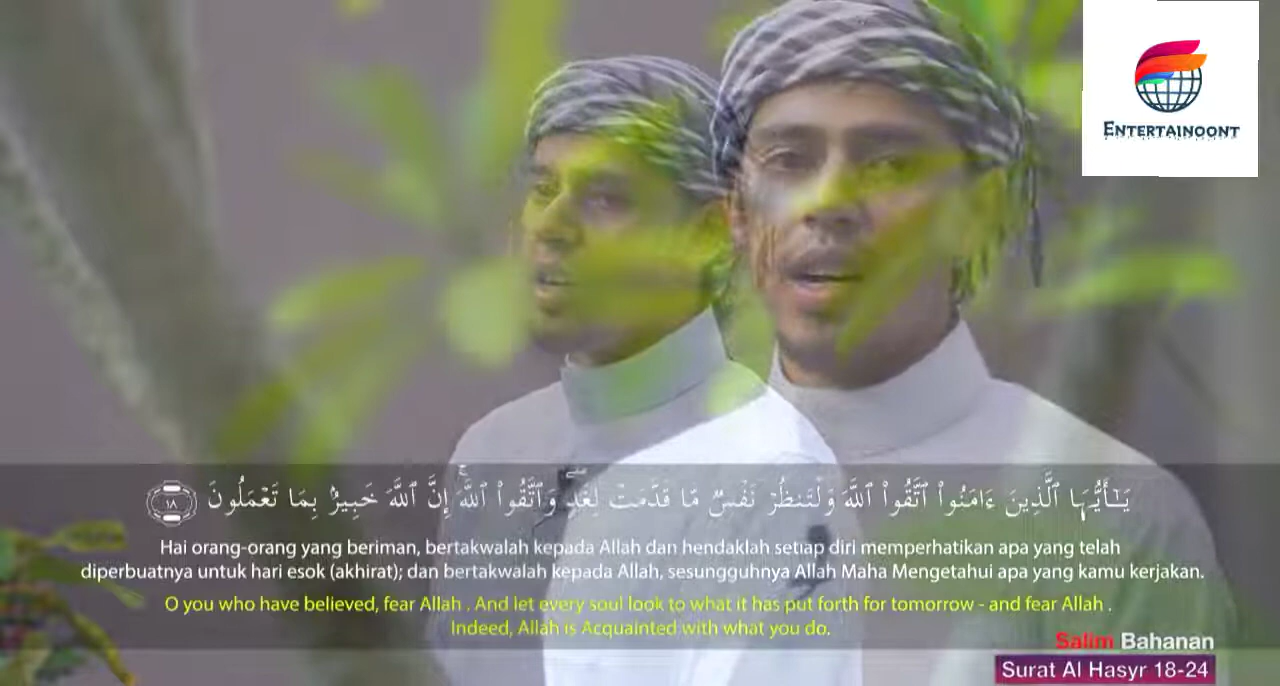 ENTERTAINOONT
يَـٰٓأَيُّهَا ٱلَّذِينَ ءَامَنُوا۟ ٱتَّقُوا۟ ٱللَّهَ وَلْتَنظُرْ نَفْسٌ مَّا قَدَّمَتْ لِغَدٍ ۖ وَٱتَّقُوا۟ ٱللَّهَ ۚ إِنَّ ٱللَّهَ خَبِيرٌۢ بِمَا تَعْمَلُونَ ١٨
Hai orang-orang yang beriman, bertakwalah kepada Allah dan hendaklah setiap diri memperhatikan apa yang telah
diperbuatnya untuk hari esok (akhirat); dan bertakwalah kepada Allah, sesungguhnya Allah Maha Mengetahui apa yang kamu kerjakan.
O you who have believed, fear Allah . And let every soul look to what it has put forth for tomorrow - and fear Allah .
Indeed, Allah is Acquainted with what you do.
Salim Bahanan
Surat Al Hasyr 18-24